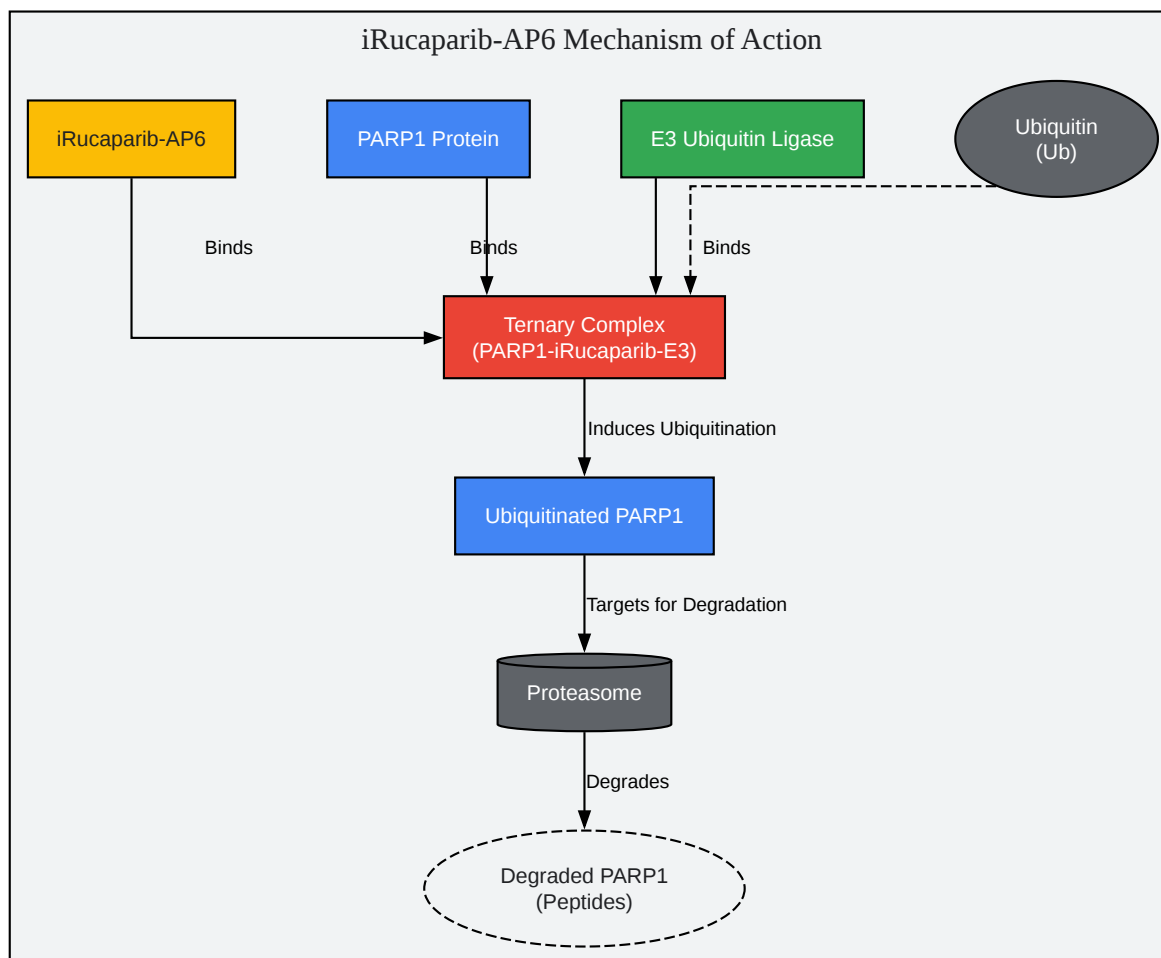 iRucaparib-AP6 Mechanism of Action
iRucaparib-AP6
PARP1 Protein
E3 Ubiquitin Ligase
Ubiquitin
(Ub)
Binds
Binds
Binds
Ternary Complex
(PARP1-iRucaparib-E3)
Induces Ubiquitination
Ubiquitinated PARP1
Targets for Degradation
Proteasome
Degrades
Degraded PARP1
(Peptides)